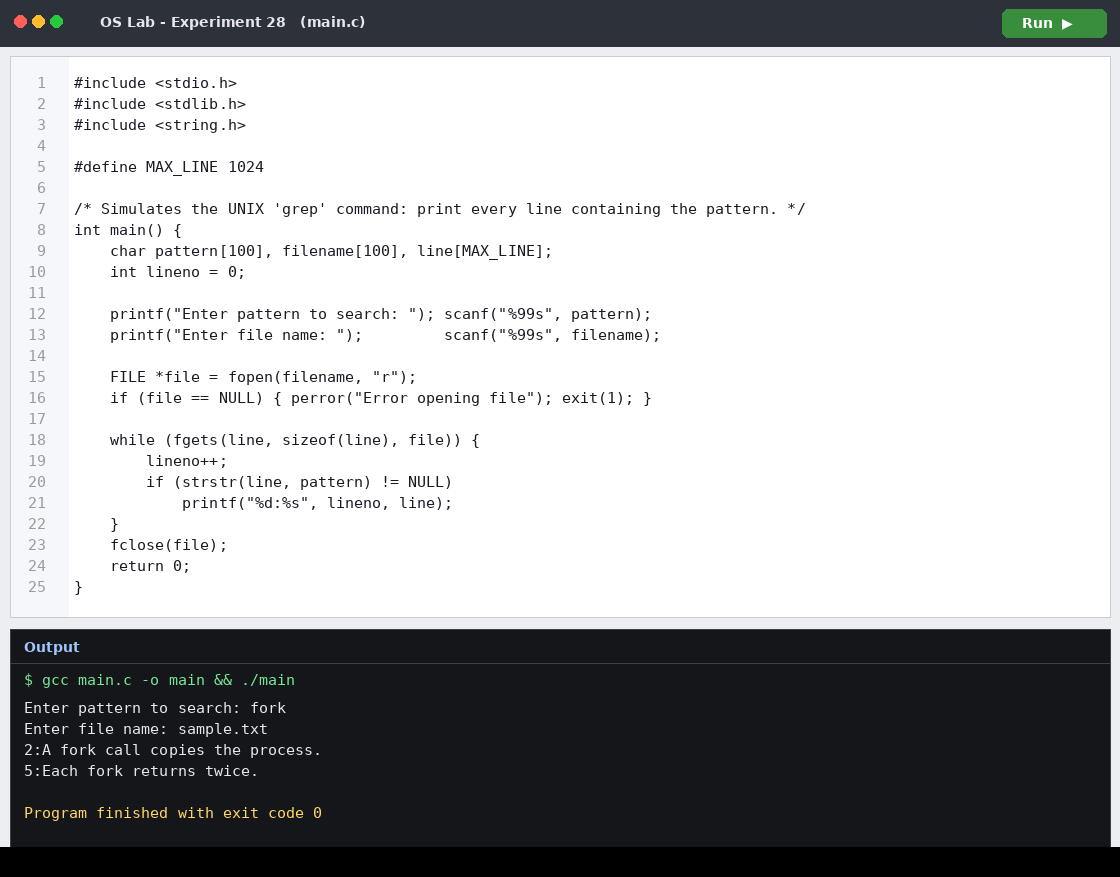 OS Lab - Experiment 28   (main.c)
Run ▶
1 #include <stdio.h>
2 #include <stdlib.h>
3 #include <string.h>
4
5 #define MAX_LINE 1024
6
7 /* Simulates the UNIX 'grep' command: print every line containing the pattern. */
8 int main() {
9     char pattern[100], filename[100], line[MAX_LINE];
10     int lineno = 0;
11
12     printf("Enter pattern to search: "); scanf("%99s", pattern);
13     printf("Enter file name: ");         scanf("%99s", filename);
14
15     FILE *file = fopen(filename, "r");
16     if (file == NULL) { perror("Error opening file"); exit(1); }
17
18     while (fgets(line, sizeof(line), file)) {
19         lineno++;
20         if (strstr(line, pattern) != NULL)
21             printf("%d:%s", lineno, line);
22     }
23     fclose(file);
24     return 0;
25 }
Output
$ gcc main.c -o main && ./main
Enter pattern to search: fork
Enter file name: sample.txt
2:A fork call copies the process.
5:Each fork returns twice.
Program finished with exit code 0